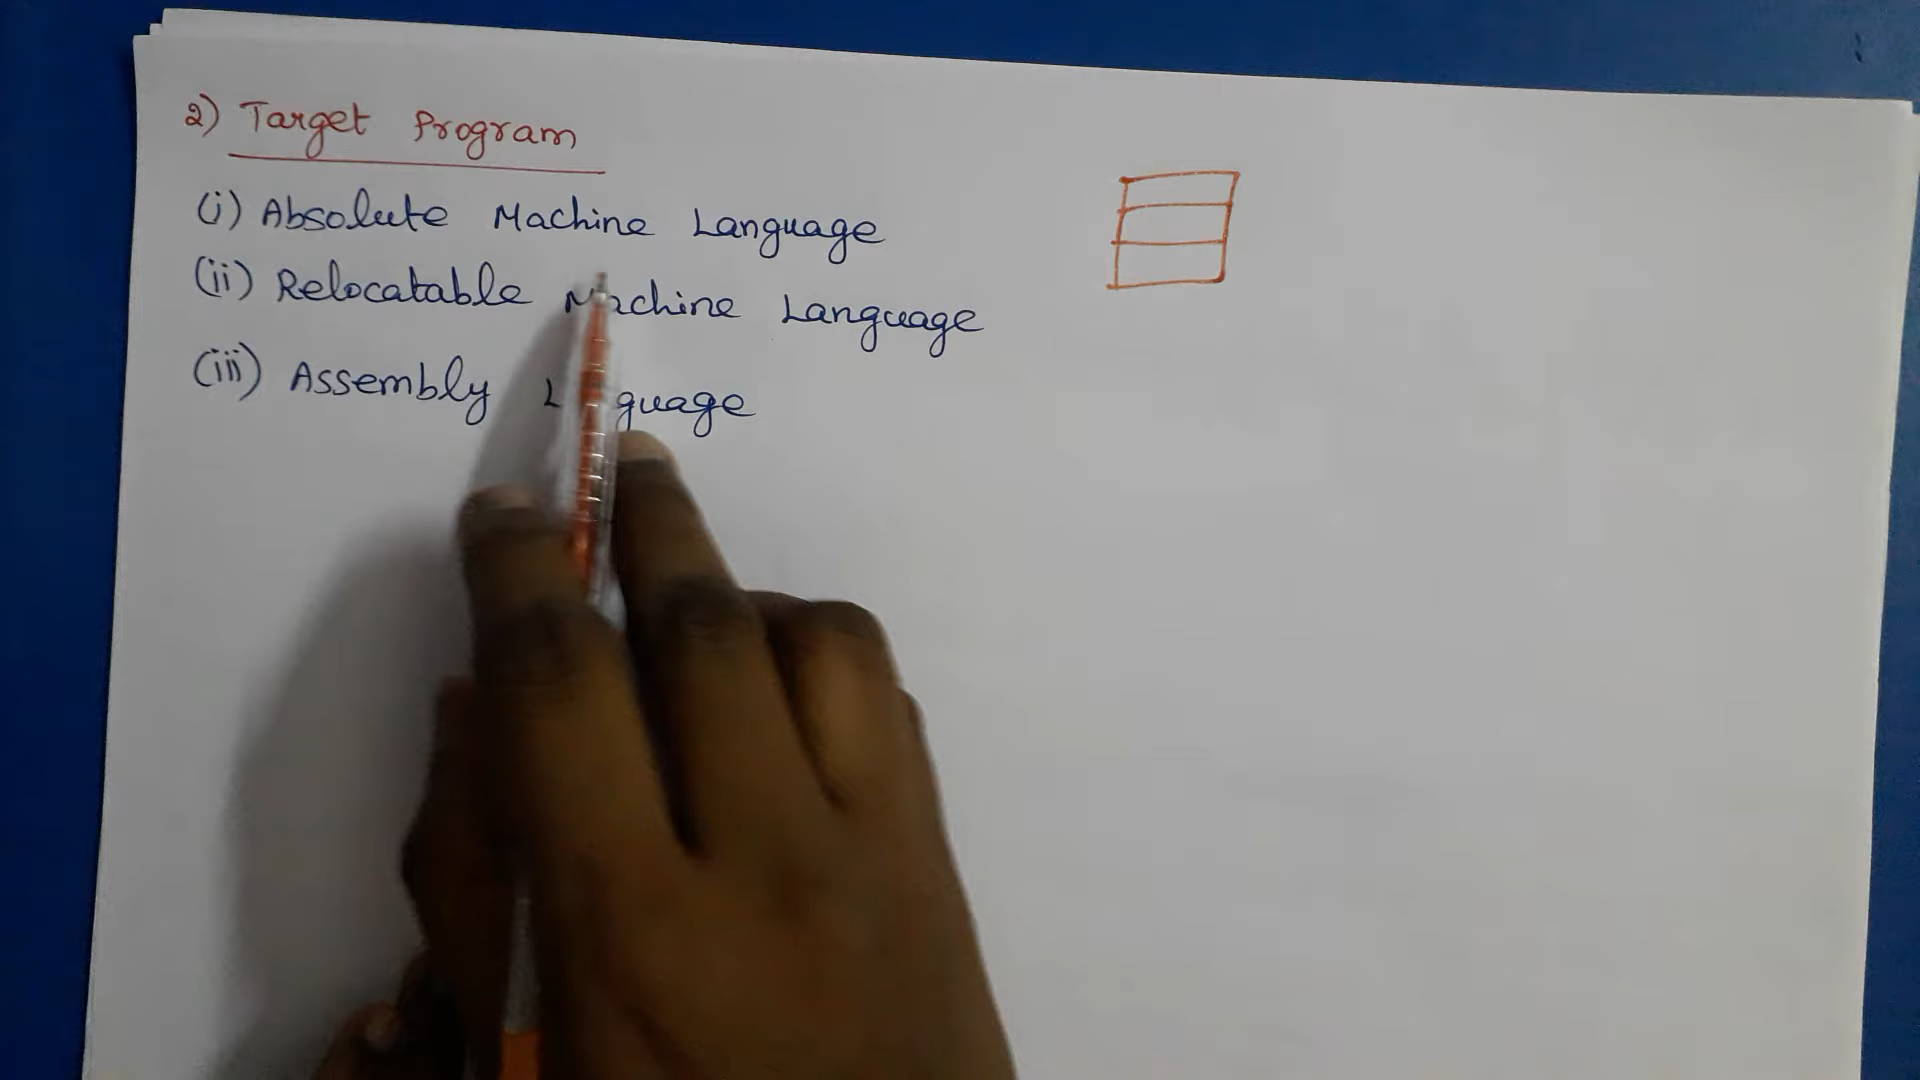 2) Target Program
(i) Absolute Machine Language
(ii) Relocatable Machine Language
(iii) Assembly L guage